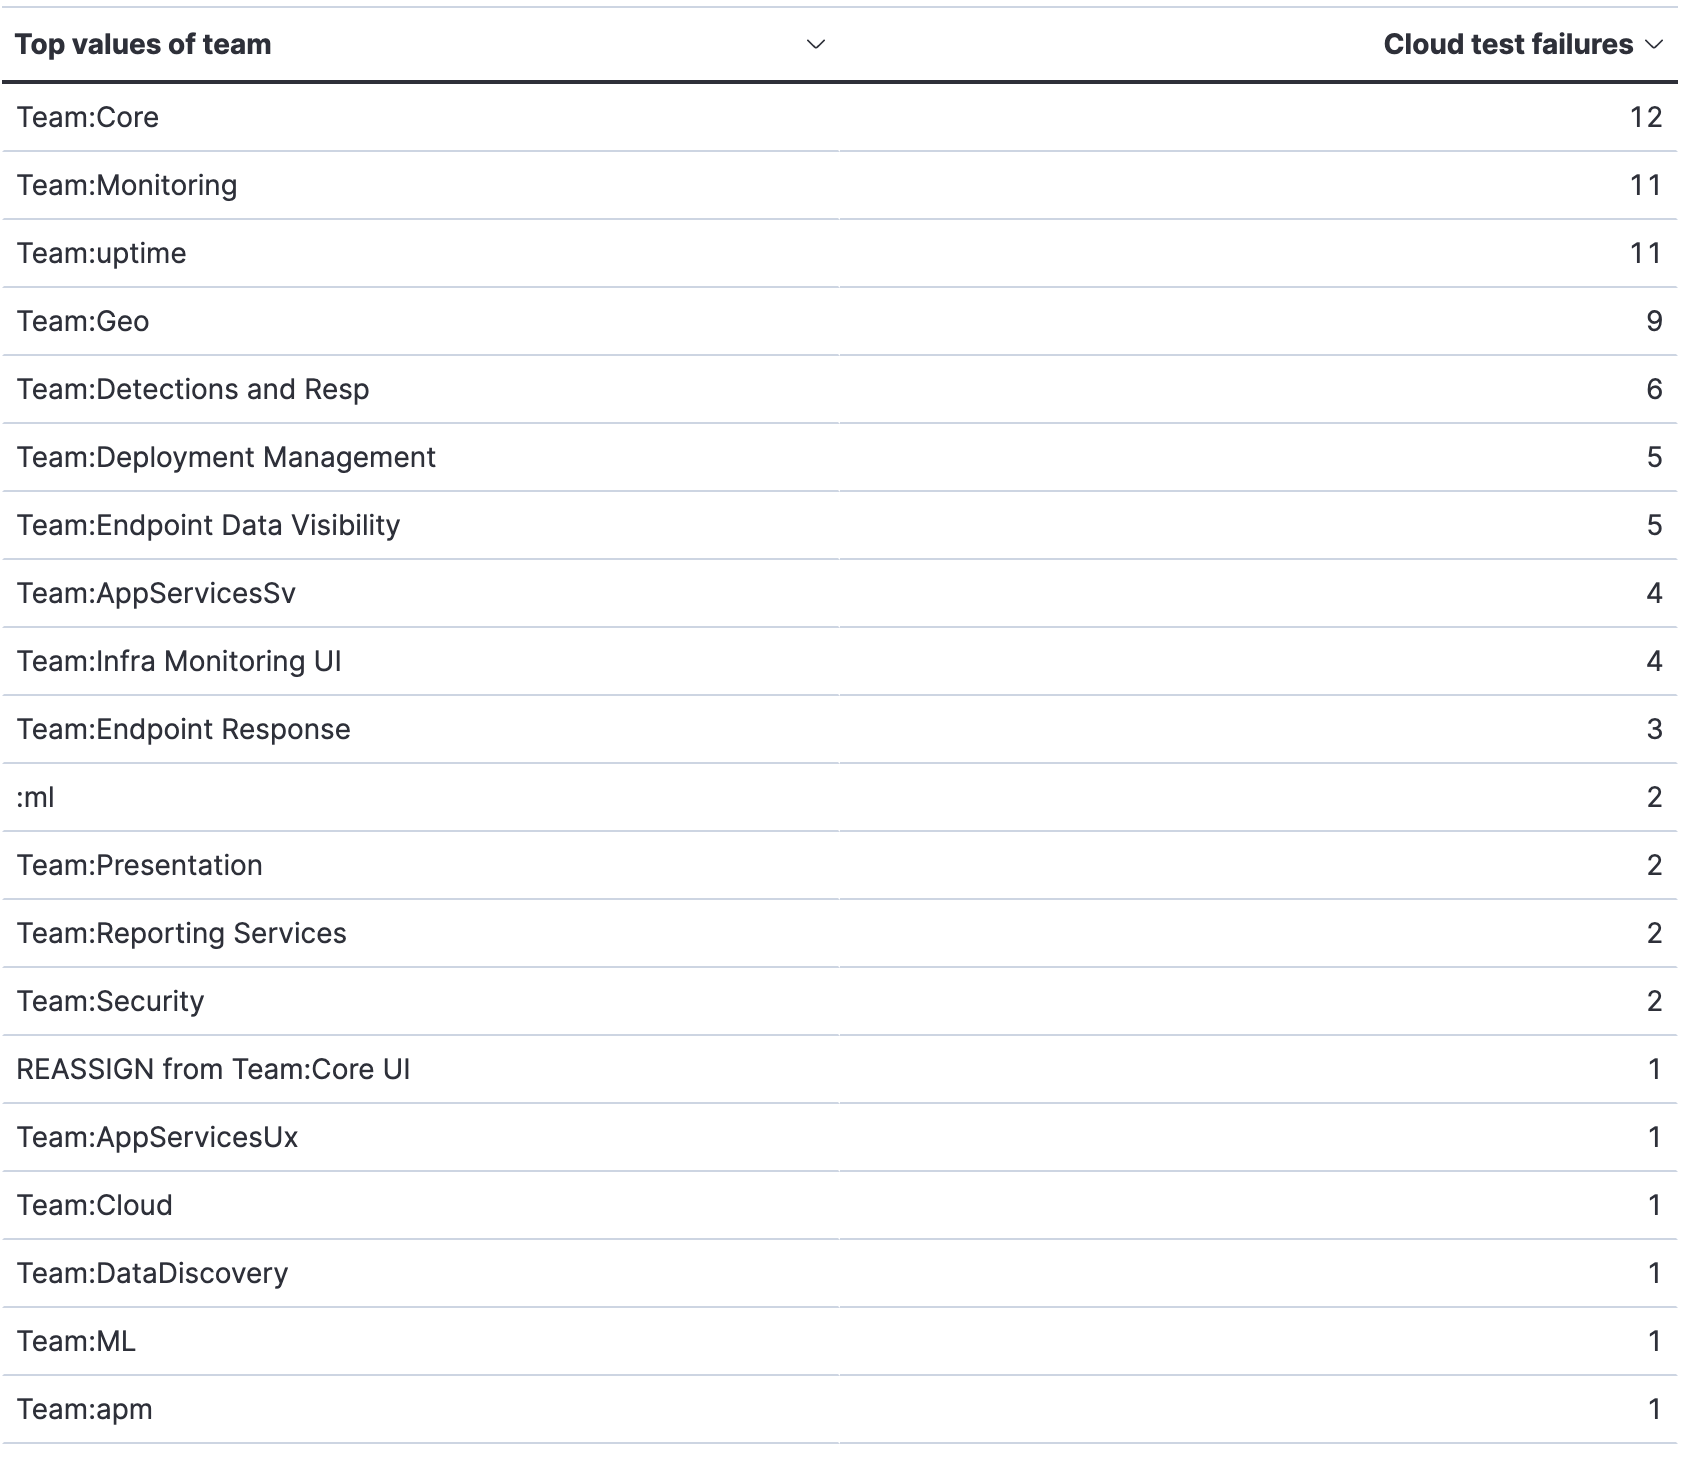 Top values of team Cloud test failures
Team:Core 12
Team:Monitoring 11
Team:uptime 11
Team:Geo 9
Team:Detections and Resp 6
Team:Deployment Management 5
Team:Endpoint Data Visibility 5
Team:AppServicesSv 4
Team:Infra Monitoring UI 4
Team:Endpoint Response 3
:ml 2
Team:Presentation 2
Team:Reporting Services 2
Team:Security 2
REASSIGN from Team:Core UI 1
Team:AppServicesUx 1
Team:Cloud 1
Team:DataDiscovery 1
Team:ML 1
Team:apm 1